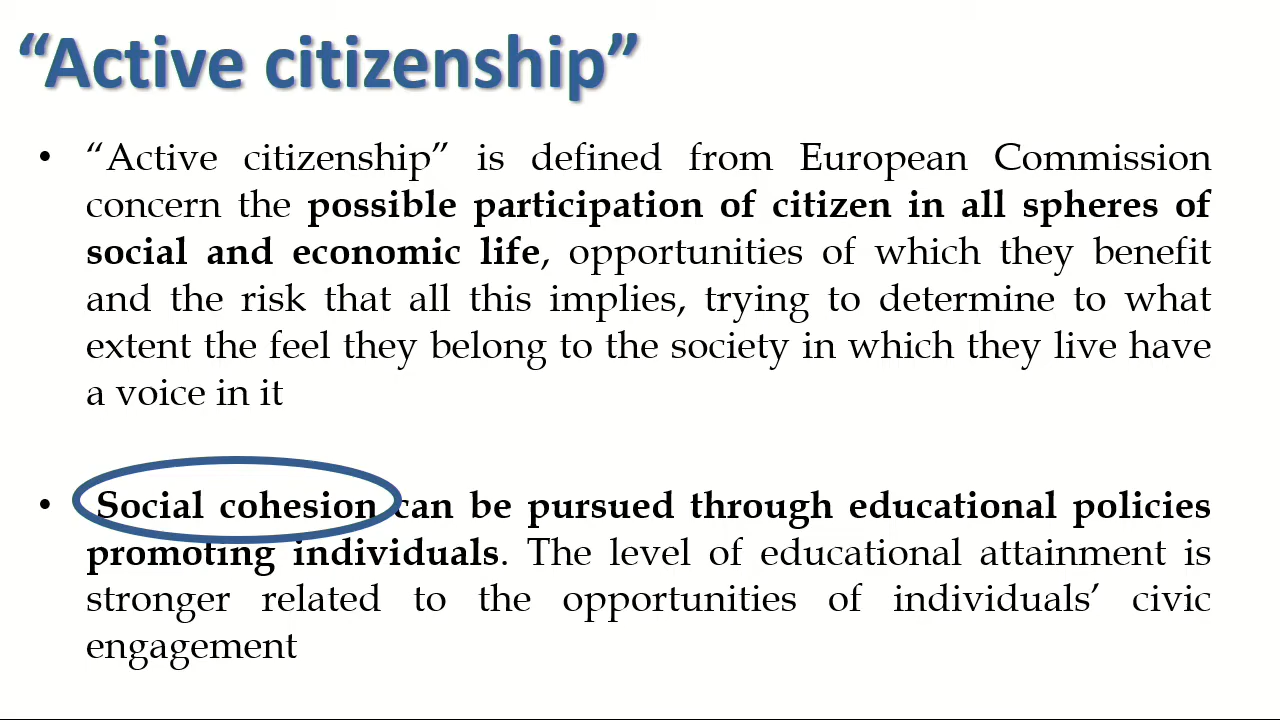 “Active citizenship”
• “Active citizenship” is defined from European Commission
concern the possible participation of citizen in all spheres of
social and economic life, opportunities of which they benefit
and the risk that all this implies, trying to determine to what
extent the feel they belong to the society in which they live have
a voice in it
• Social cohesion can be pursued through educational policies
promoting individuals. The level of educational attainment is
stronger related to the opportunities of individuals’ civic
engagement